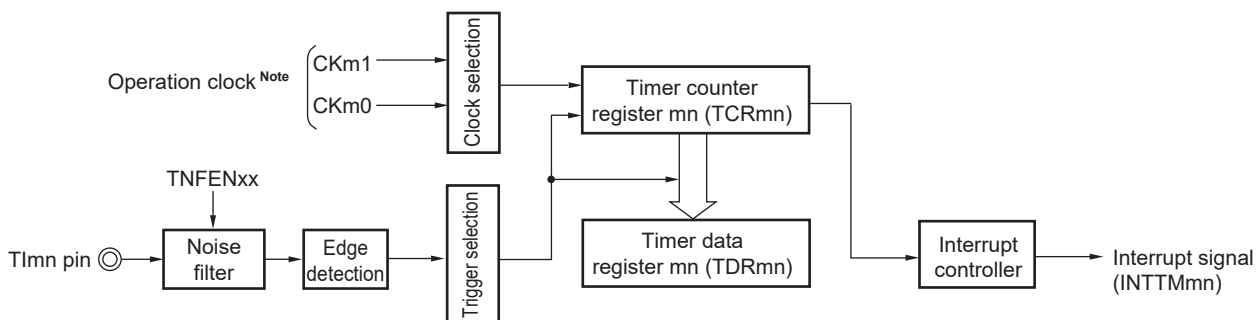 Operation clock Note
CKm1
CKm0
Clock selection
Timer counter
register mn (TCRmn)
TNFENxx
TImn pin
Noise
filter
Edge
detection
Trigger selection
Timer data
register mn (TDRmn)
Interrupt
controller
Interrupt signal
(INTTMmn)